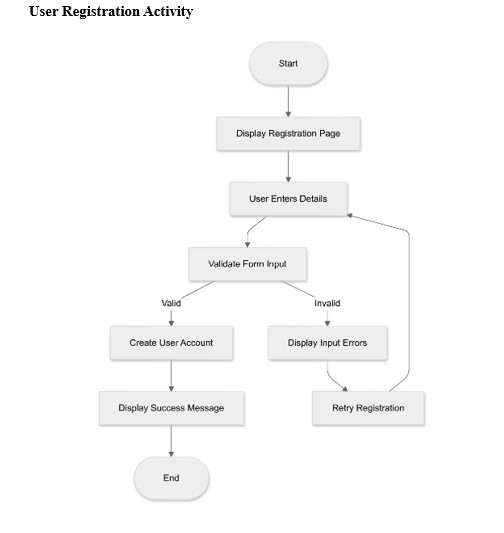 User Registration Activity
Start
Display Registration Page
User Enters Details
Validate Form Input
Valid
Invalid
Create User Account
Display Input Errors
Display Success Message
Retry Registration
End